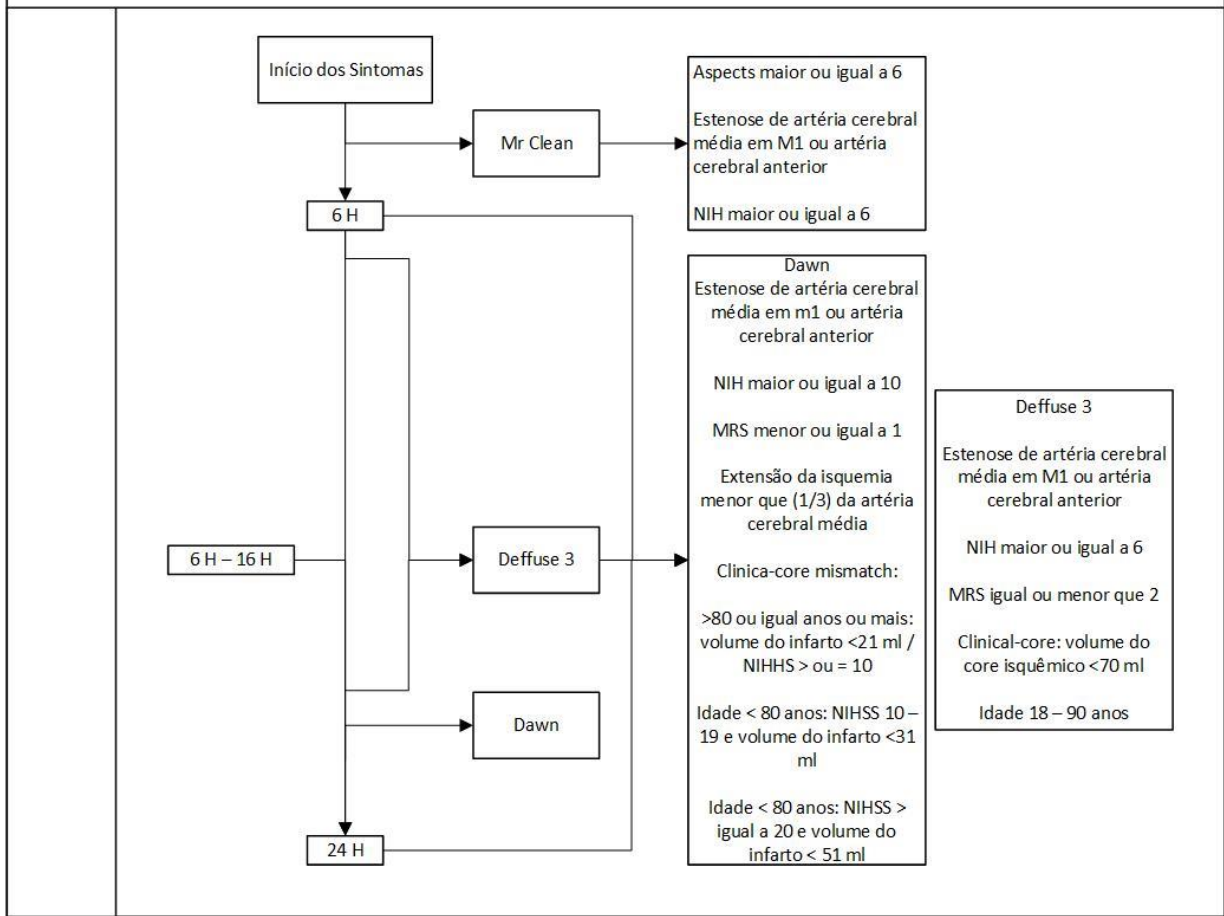 Início dos Sintomas
Mr Clean
Aspects maior ou igual a 6
Estenose de artéria cerebral
média em M1 ou artéria
cerebral anterior
NIH maior ou igual a 6
6 H
6 H – 16 H
Deffuse 3
Dawn
24 H
Dawn
Estenose de artéria cerebral
média em m1 ou artéria
cerebral anterior
NIH maior ou igual a 10
MRS menor ou igual a 1
Extensão da isquemia
menor que (1/3) da artéria
cerebral média
Clinica-core mismatch:
>80 ou igual anos ou mais:
volume do infarto <21 ml /
NIHHS > ou = 10
Idade < 80 anos: NIHSS 10 –
19 e volume do infarto <31
ml
Idade < 80 anos: NIHSS >
igual a 20 e volume do
infarto < 51 ml
Deffuse 3
Estenose de artéria cerebral
média em M1 ou artéria
cerebral anterior
NIH maior ou igual a 6
MRS igual ou menor que 2
Clinical-core: volume do
core isquêmico <70 ml
Idade 18 – 90 anos